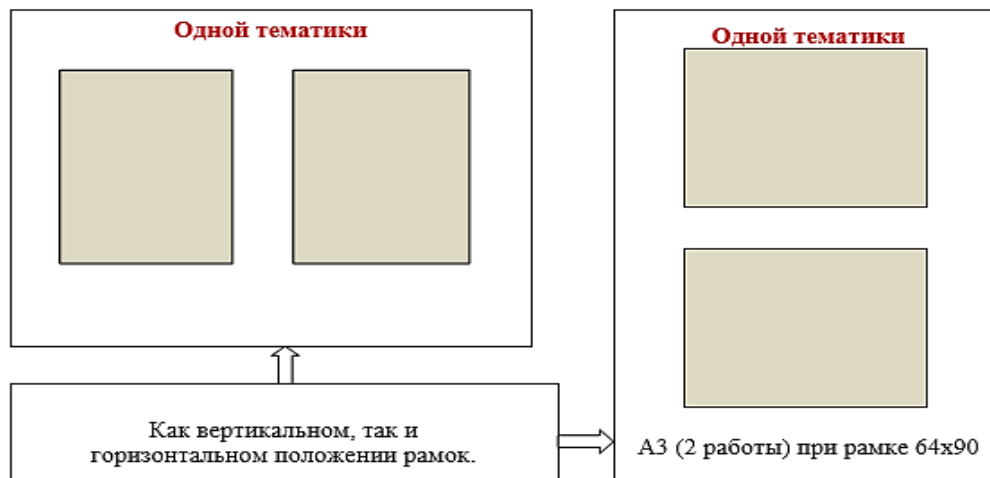 Одной тематики
Одной тематики
Как вертикальном, так и
горизонтальном положении рамок.
А3 (2 работы) при рамке 64х90